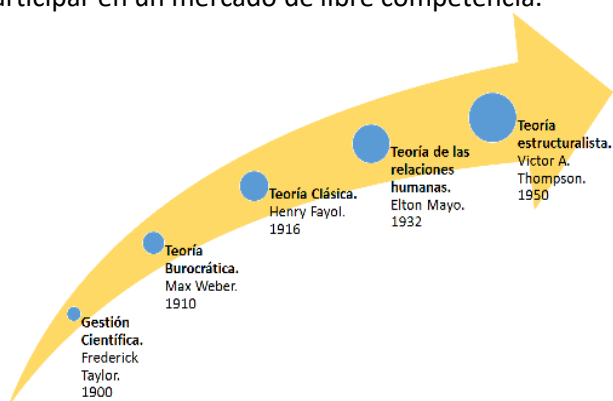 articipar en un mercado de libre competencia.
Teoría
estructuralista.
Victor A.
Thompson.
1950
Teoría de las
relaciones
humanas.
Elton Mayo.
1932
Teoría Clásica.
Henry Fayol.
1916
Teoría
Burocrática.
Max Weber.
1910
Gestión
Científica.
Frederick
Taylor.
1900